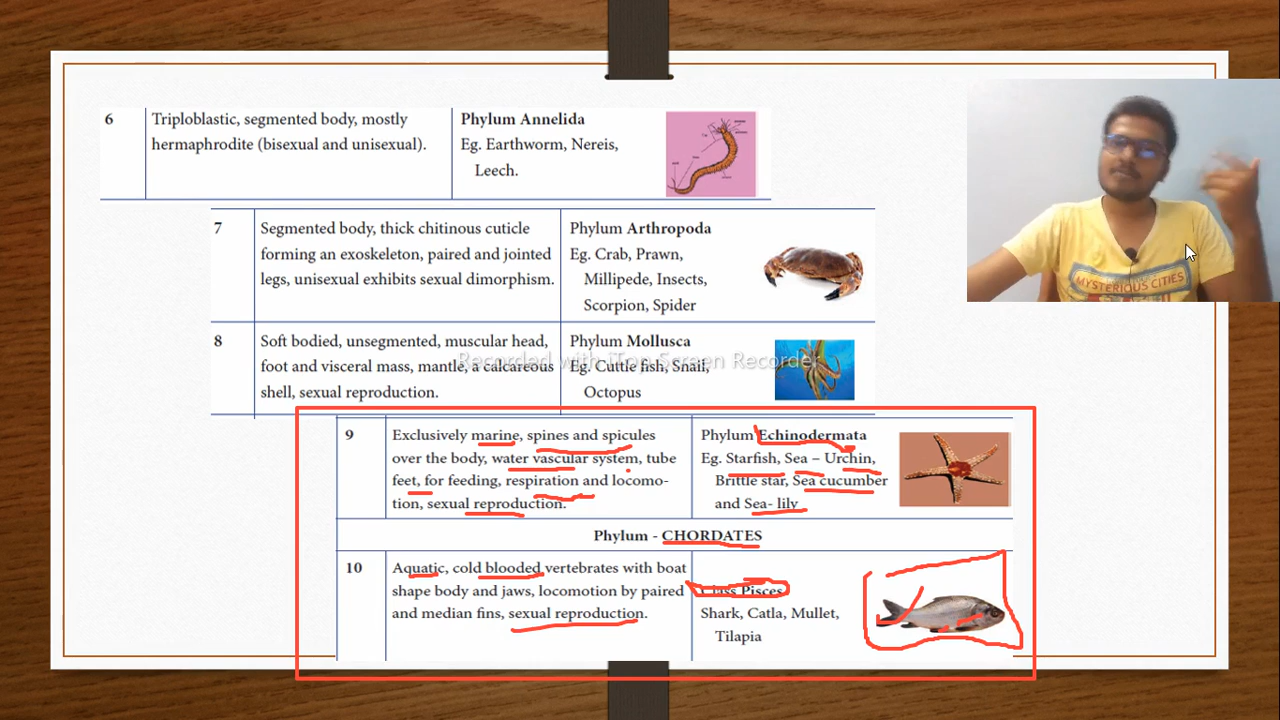 6
Triploblastic, segmented body, mostly
hermaphrodite (bisexual and unisexual).
Phylum Annelida
Eg. Earthworm, Nereis,
Leech.
7
Segmented body, thick chitinous cuticle
forming an exoskeleton, paired and jointed
legs, unisexual exhibits sexual dimorphism.
Phylum Arthropoda
Eg. Crab, Prawn,
Millipede, Insects,
Scorpion, Spider
8
Soft bodied, unsegmented, muscular head,
foot and visceral mass, mantle, a calcareous
shell, sexual reproduction.
Phylum Mollusca
Eg. Cuttle fish, Snail,
Octopus
Recorded with iTop Screen Recorder
9
Exclusively marine, spines and spicules
over the body, water vascular system, tube
feet, for feeding, respiration and locomo-
tion, sexual reproduction.
Phylum Echinodermata
Eg. Starfish, Sea – Urchin,
Brittle star, Sea cucumber
and Sea- lily
Phylum - CHORDATES
10
Aquatic, cold blooded vertebrates with boat
shape body and jaws, locomotion by paired
and median fins, sexual reproduction.
Class Pisces
Shark, Catla, Mullet,
Tilapia
MYSTERIOUS CITIES